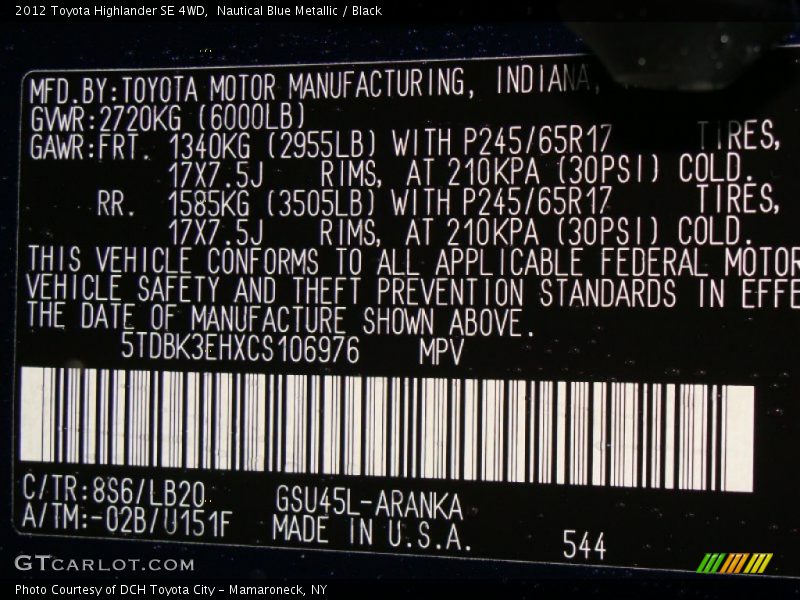 2012 Toyota Highlander SE 4WD,  Nautical Blue Metallic / Black
MFD.BY:TOYOTA MOTOR MANUFACTURING, INDIANA,
GVWR:2720KG (6000LB)
GAWR:FRT. 1340KG (2955LB) WITH P245/65R17 TIRES,
17X7.5J RIMS, AT 210KPA (30PSI) COLD.
RR. 1585KG (3505LB) WITH P245/65R17 TIRES,
17X7.5J RIMS, AT 210KPA (30PSI) COLD.
THIS VEHICLE CONFORMS TO ALL APPLICABLE FEDERAL MOTOR
VEHICLE SAFETY AND THEFT PREVENTION STANDARDS IN EFFE
THE DATE OF MANUFACTURE SHOWN ABOVE.
5TDBK3EHXCS106976 MPV
C/TR:8S6/LB20 GSU45L-ARANKA
A/TM:-02B/U151F MADE IN U.S.A.
544
GTCARLOT.COM
Photo Courtesy of DCH Toyota City - Mamaroneck, NY